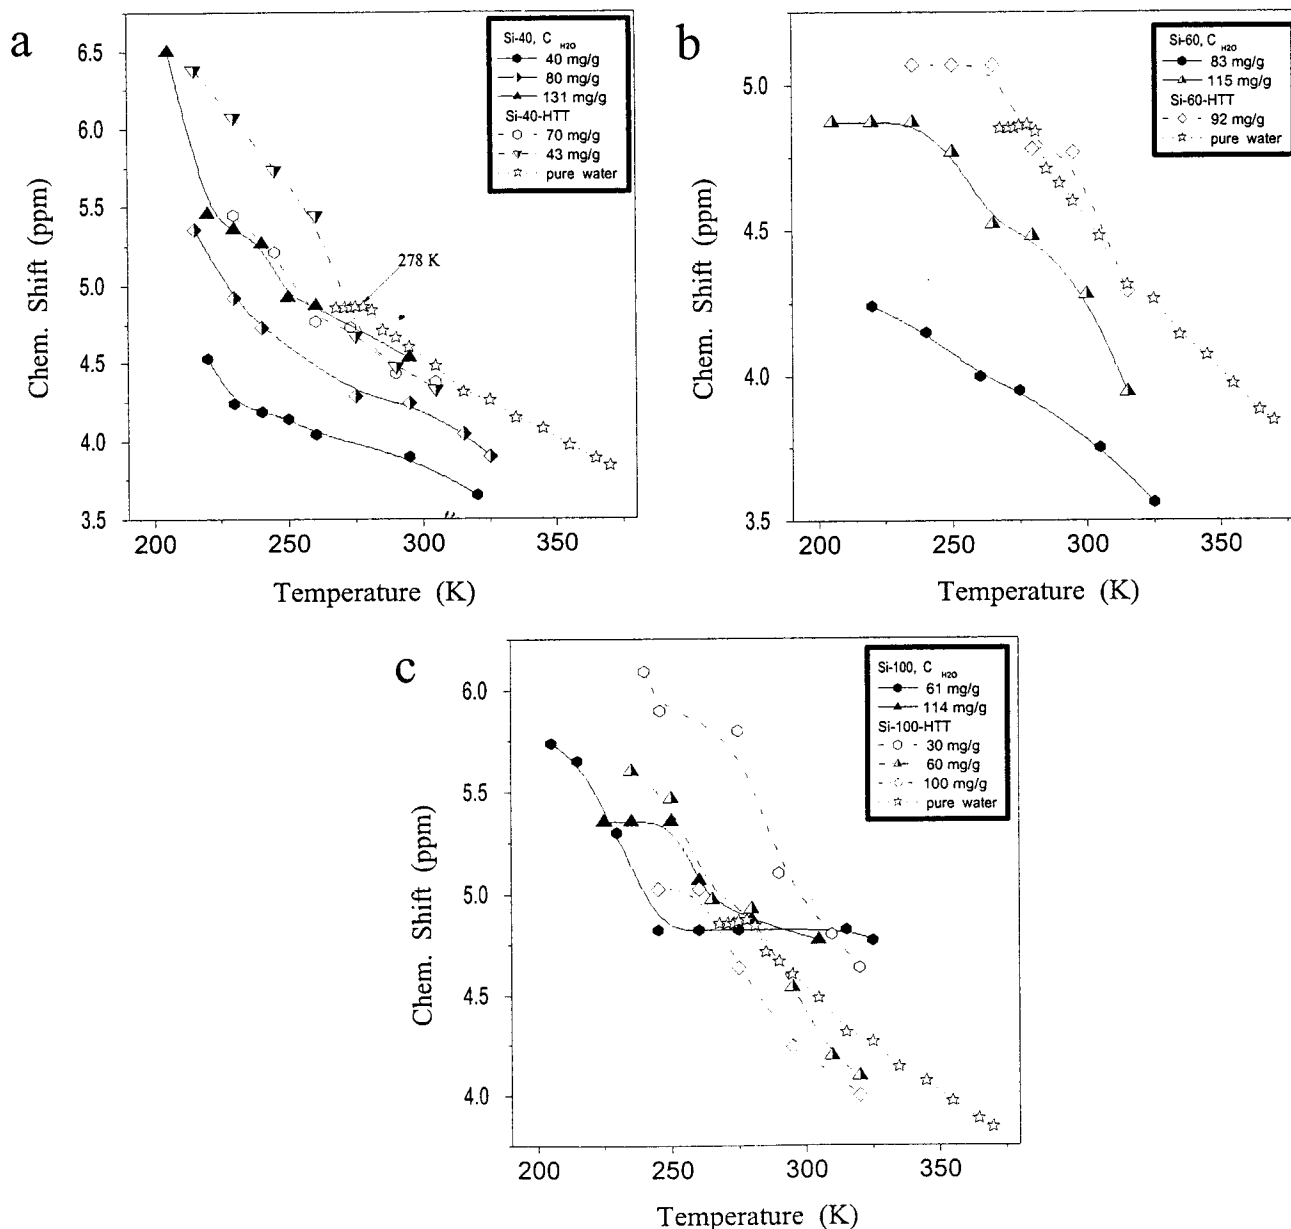 a
Si-40, C H2O
40 mg/g
80 mg/g
131 mg/g
Si-40-HTT
70 mg/g
43 mg/g
pure water
278 K
6.5
6.0
5.5
5.0
4.5
4.0
3.5
Chem. Shift (ppm)
200 250 300 350
Temperature (K)
b
Si-60, C H2O
83 mg/g
115 mg/g
Si-60-HTT
92 mg/g
pure water
5.0
4.5
4.0
3.5
Chem. Shift (ppm)
200 250 300 350
Temperature (K)
c
Si-100, C H2O
61 mg/g
114 mg/g
Si-100-HTT
30 mg/g
60 mg/g
100 mg/g
pure water
6.0
5.5
5.0
4.5
4.0
Chem. Shift (ppm)
200 250 300 350
Temperature (K)